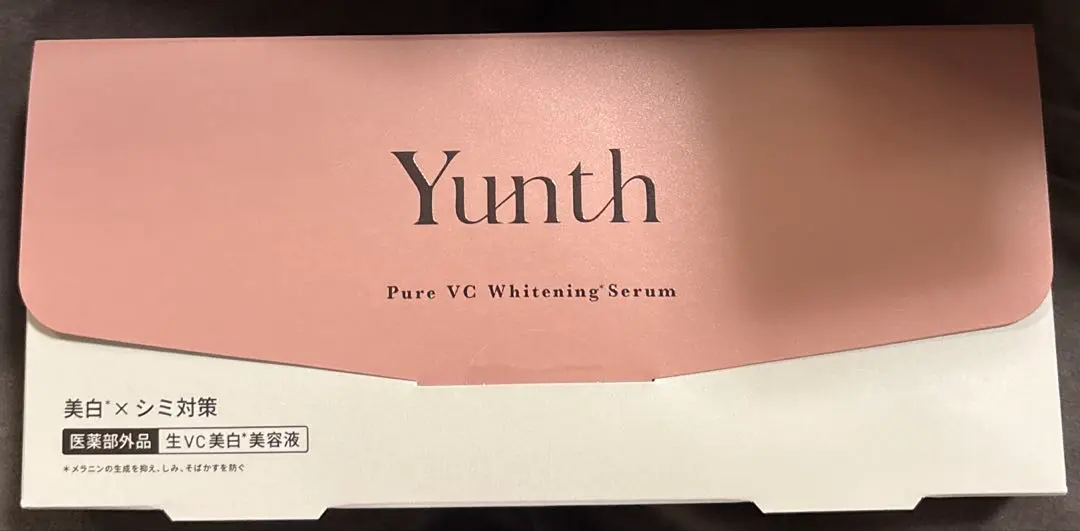 Yunth
Pure VC Whitening*Serum
美白*×シミ対策
医薬部外品 生VC美白*美容液
*メラニンの生成を抑え、しみ、そばかすを防ぐ